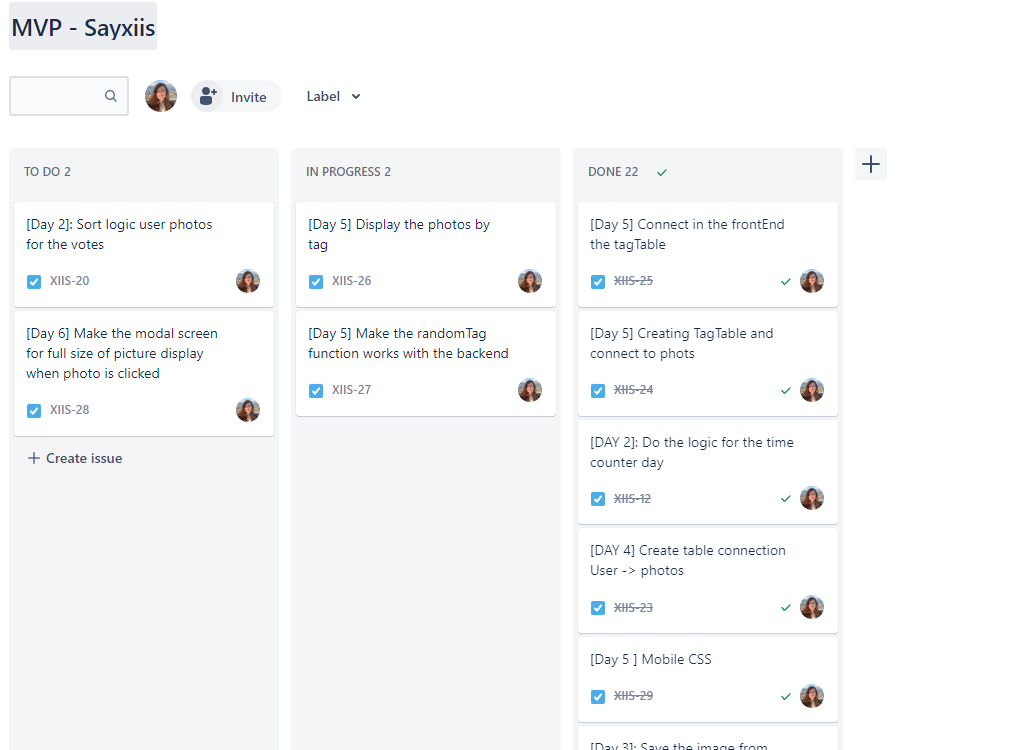 MVP - Sayxiis
Invite
Label
TO DO 2
[Day 2]: Sort logic user photos
for the votes
XIIS-20
[Day 6] Make the modal screen
for full size of picture display
when photo is clicked
XIIS-28
Create issue
IN PROGRESS 2
[Day 5] Display the photos by
tag
XIIS-26
[Day 5] Make the randomTag
function works with the backend
XIIS-27
DONE 22
[Day 5] Connect in the frontEnd
the tagTable
XIIS-25
[Day 5] Creating TagTable and
connect to phots
XIIS-24
[DAY 2]: Do the logic for the time
counter day
XIIS-12
[DAY 4] Create table connection
User -> photos
XIIS-23
[Day 5 ] Mobile CSS
XIIS-29
[Day 3]: Save the image from